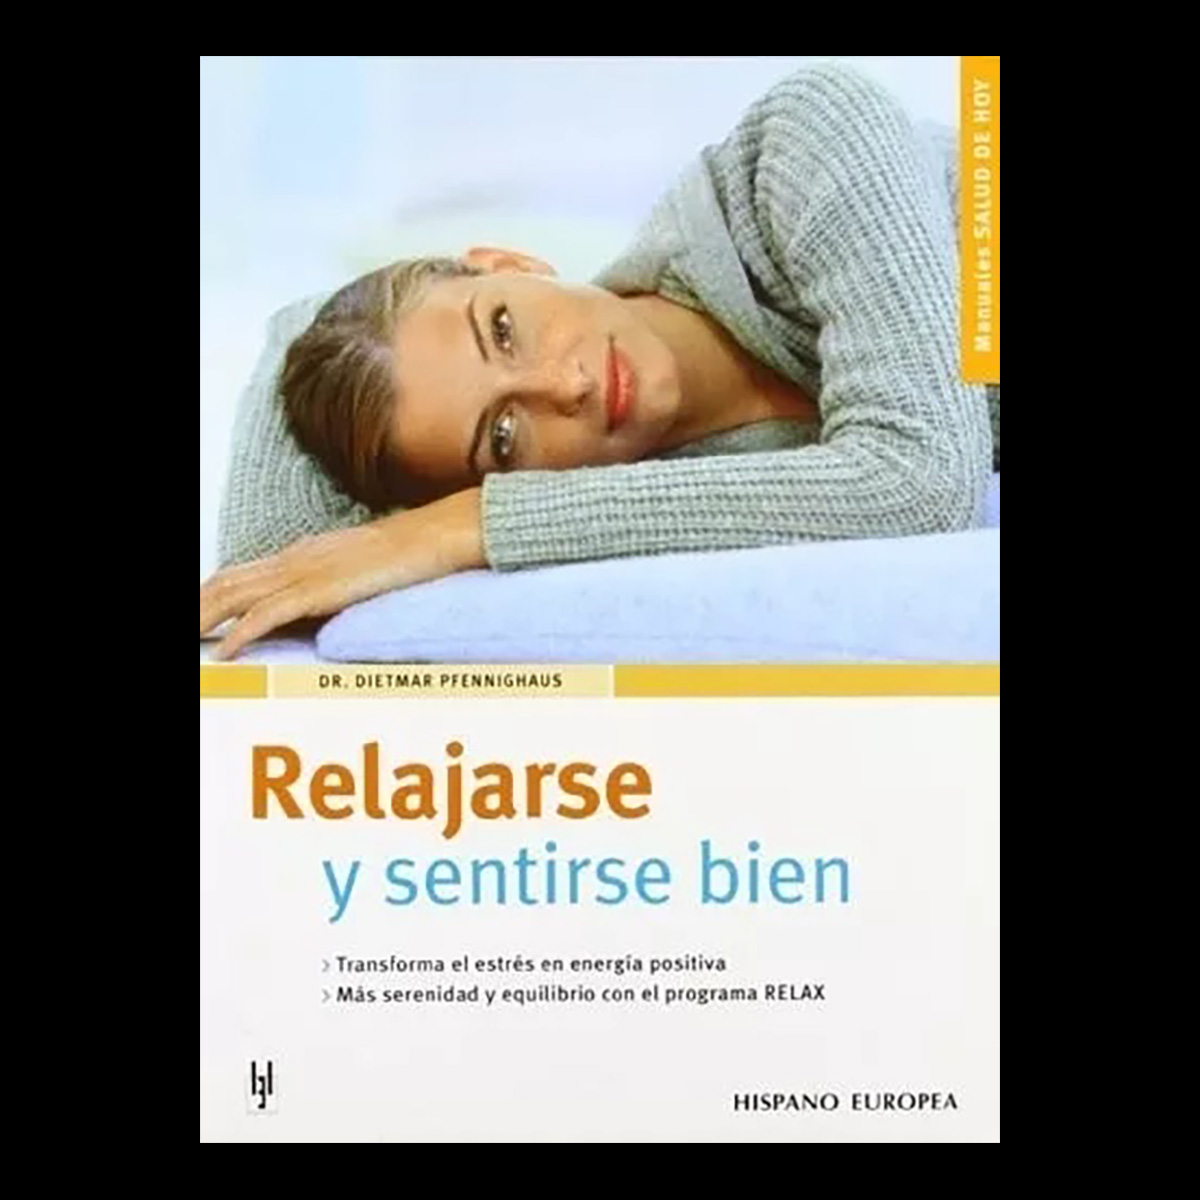 Manuales SALUD DE HOY
DR. DIETMAR PFENNIGHAUS
Relajarse
y sentirse bien
› Transforma el estrés en energía positiva
› Más serenidad y equilibrio con el programa RELAX
HISPANO EUROPEA